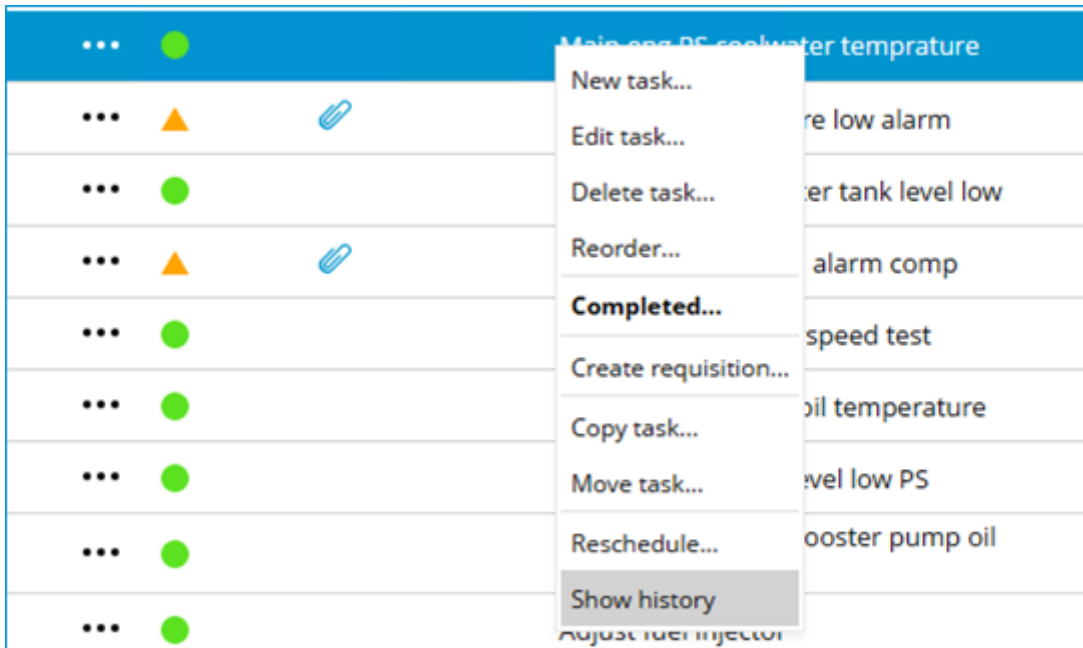 Main eng PS coolwater temprature
New task...
re low alarm
Edit task...
Delete task...
er tank level low
Reorder...
alarm comp
Completed...
speed test
Create requisition...
oil temperature
Copy task...
Move task...
evel low PS
Reschedule...
ooster pump oil
Show history
Adjust fuel injector